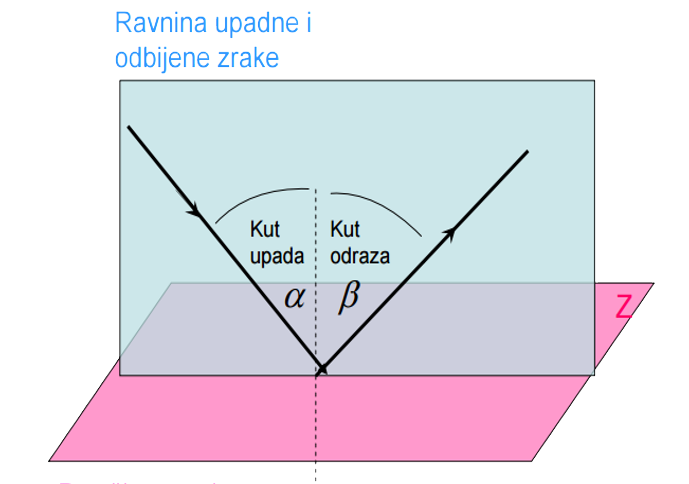 Ravnina upadne i
odbijene zrake
Kut
upada
Kut
odraza
α
β
Z